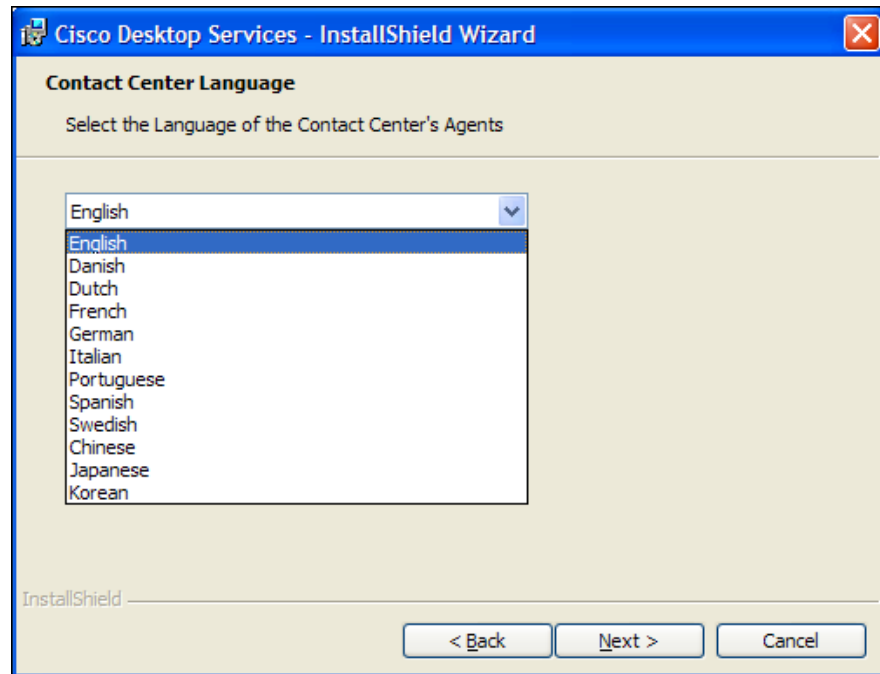 Cisco Desktop Services - InstallShield Wizard
Contact Center Language
Select the Language of the Contact Center's Agents
English
English
Danish
Dutch
French
German
Italian
Portuguese
Spanish
Swedish
Chinese
Japanese
Korean
InstallShield
< Back Next > Cancel